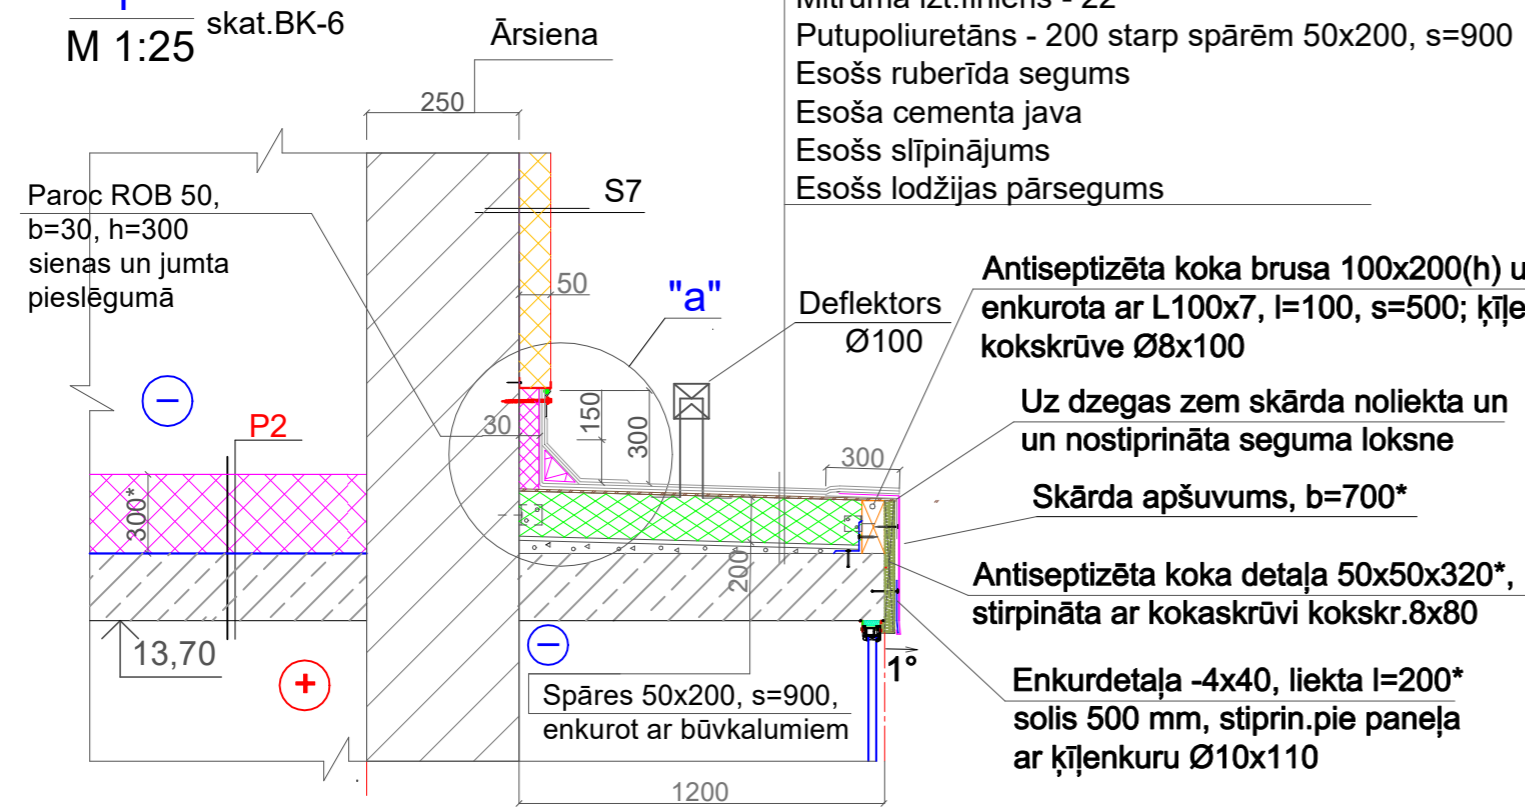 M 1:25
skat.BK-6
Ārsiena
Putupoliuretāns - 200 starp spārēm 50x200, s=900
Esošs ruberīda segums
Esoša cementa java
Esošs slīpinājums
Esošs lodžijas pārsegums
250
Paroc ROB 50,
b=30, h=300
sienas un jumta
pieslēgumā
S7
50
"a"
Deflektors
Ø100
Antiseptizēta koka brusa 100x200(h) u
enkurota ar L100x7, l=100, s=500; ķīļe
kokskrūve Ø8x100
Uz dzegas zem skārda noliekta un
un nostiprināta seguma loksne
Skārda apšuvums, b=700*
Antiseptizēta koka detaļa 50x50x320*,
stirpināta ar kokaskrūvi kokskr.8x80
Enkurdetaļa -4x40, liekta l=200*
solis 500 mm, stiprin.pie paneļa
ar ķīļenkuru Ø10x110
−
P2
30
150
300
300
300*
200
13,70
+
−
1°
Spāres 50x200, s=900,
enkurot ar būvkalumiem
1200